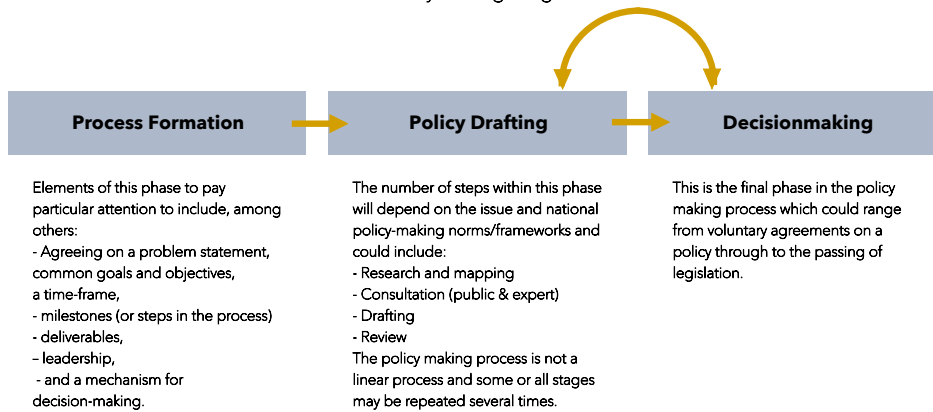 Process Formation
Elements of this phase to pay
particular attention to include, among
others:
- Agreeing on a problem statement,
common goals and objectives,
a time-frame,
- milestones (or steps in the process)
- deliverables,
– leadership,
- and a mechanism for
decision-making.
Policy Drafting
The number of steps within this phase
will depend on the issue and national
policy-making norms/frameworks and
could include:
- Research and mapping
- Consultation (public & expert)
- Drafting
- Review
The policy making process is not a
linear process and some or all stages
may be repeated several times.
Decisionmaking
This is the final phase in the policy
making process which could range
from voluntary agreements on a
policy through to the passing of
legislation.